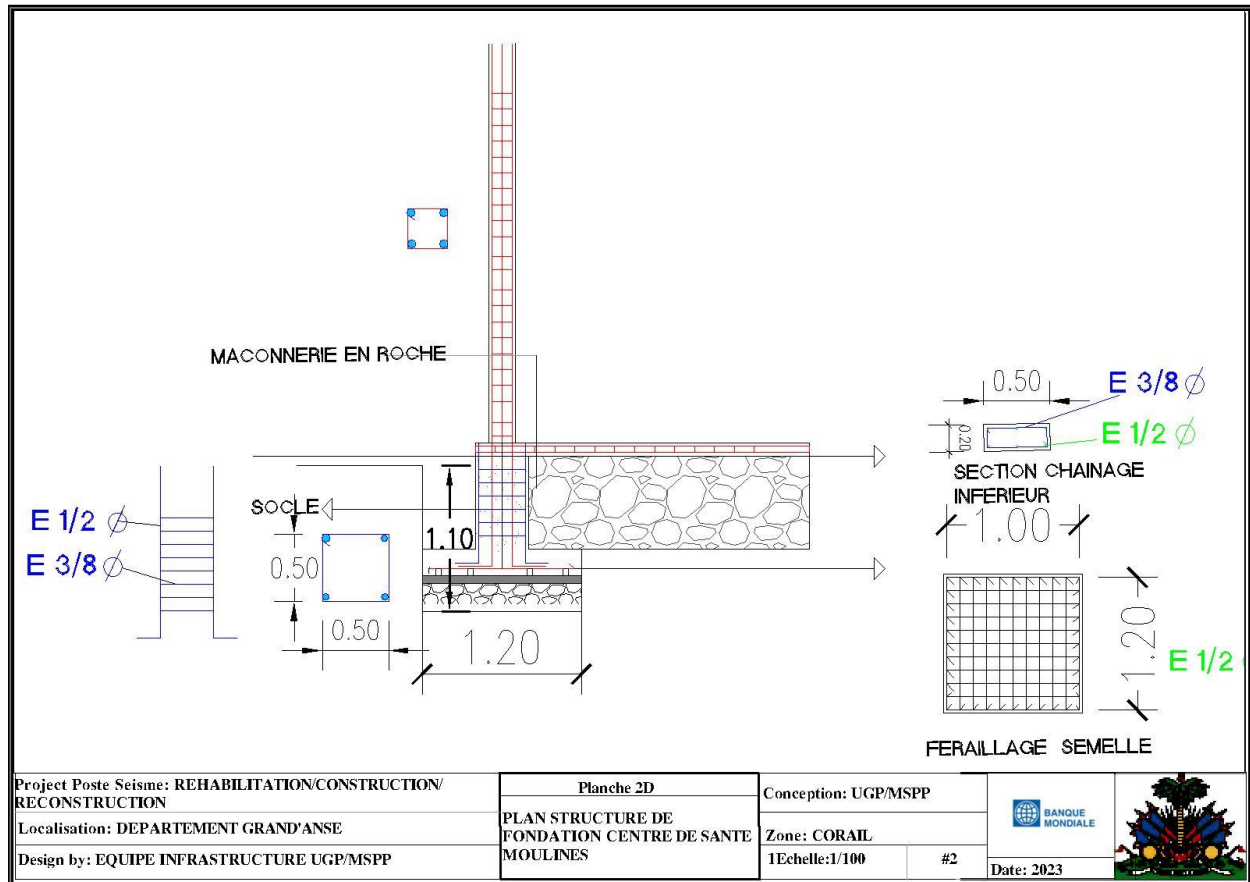 MACONNERIE EN ROCHE
0.50
E 3/8 Ø
0.20
E 1/2 Ø
SECTION CHAINAGE
INFERIEUR
SOCLE
1.10
1.00
E 1/2 Ø
E 3/8 Ø
0.50
0.50
1.20
1.20
E 1/2
FERAILLAGE SEMELLE
Project Poste Seisme: REHABILITATION/CONSTRUCTION/
RECONSTRUCTION
Localisation: DEPARTEMENT GRAND'ANSE
Design by: EQUIPE INFRASTRUCTURE UGP/MSPP
Planche 2D
PLAN STRUCTURE DE
FONDATION CENTRE DE SANTE
MOULINES
Conception: UGP/MSPP
Zone: CORAIL
1Echelle:1/100
#2
BANQUE
MONDIALE
Date: 2023